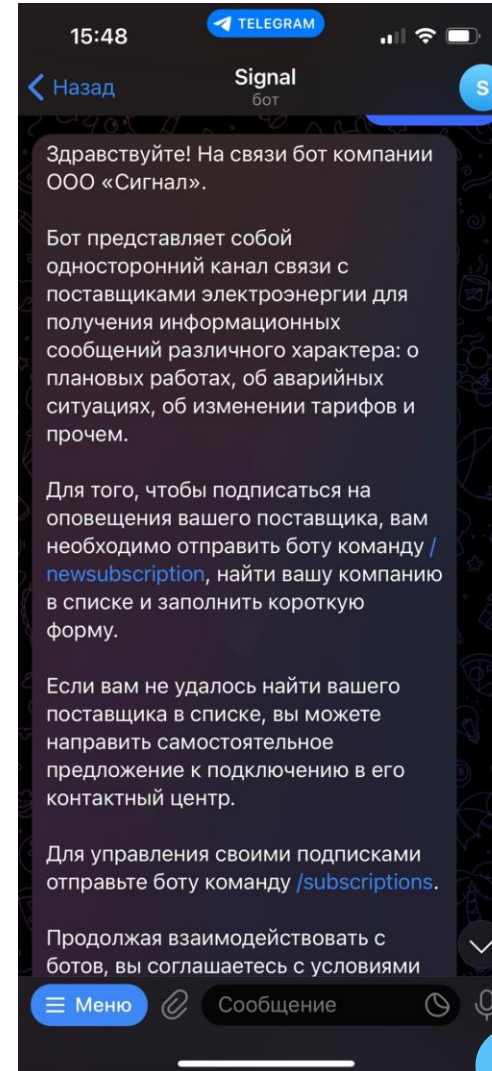 15:48
TELEGRAM
Назад
Signal
бот
S
Здравствуйте! На связи бот компании
ООО «Сигнал».
Бот представляет собой
односторонний канал связи с
поставщиками электроэнергии для
получения информационных
сообщений различного характера: о
плановых работах, об аварийных
ситуациях, об изменении тарифов и
прочем.
Для того, чтобы подписаться на
оповещения вашего поставщика, вам
необходимо отправить боту команду /
newsubscription, найти вашу компанию
в списке и заполнить короткую
форму.
Если вам не удалось найти вашего
поставщика в списке, вы можете
направить самостоятельное
предложение к подключению в его
контактный центр.
Для управления своими подписками
отправьте боту команду /subscriptions.
Продолжая взаимодействовать с
ботов, вы соглашаетесь с условиями
Меню
Сообщение